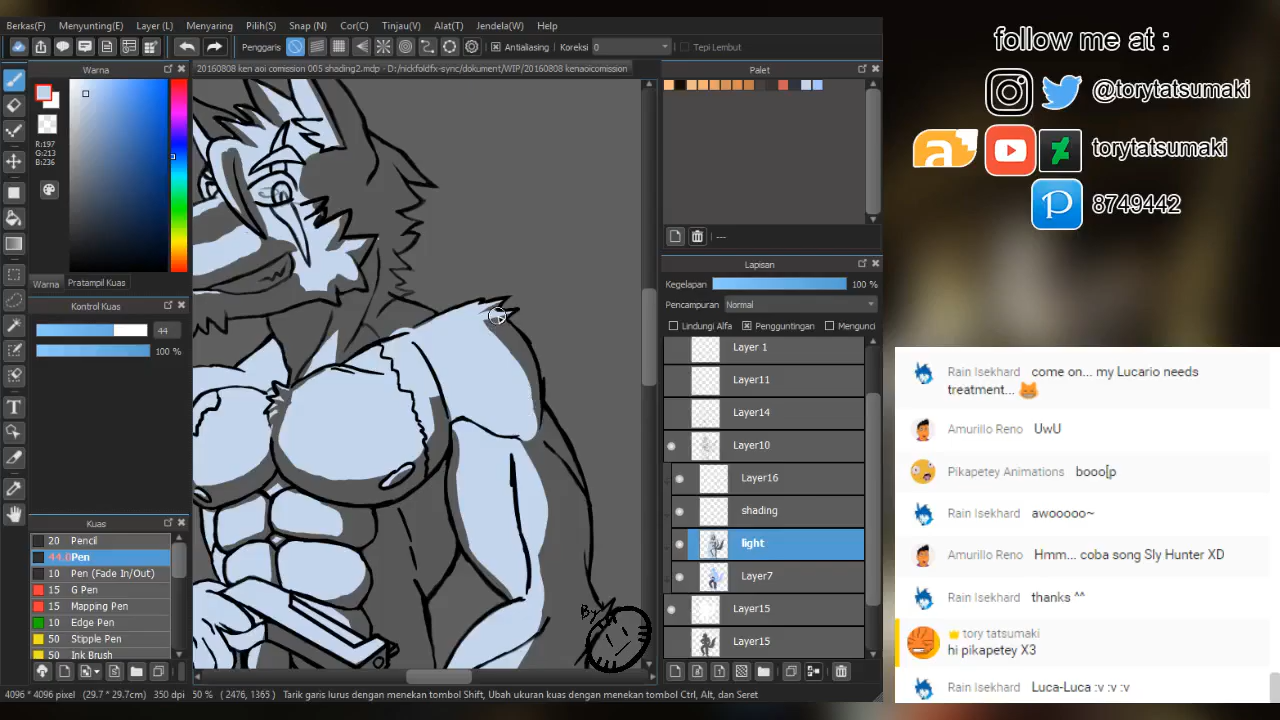 Berkas(F) Menyunting(E) Layer (L) Menyaring Pilih(S) Snap (N) Cor(C) Tinjau(V) Alat(T) Jendela(W) Help
Penggaris Antialiasing Koreksi 0 Tepi Lembut
Warna
20160808 ken aoi comission 005 shading2.mdp - D:/nickfoldfx-sync/dokument/WIP/20160808 kenaoicomission
R:197
G:213
B:236
Warna Pratampil Kuas
Kontrol Kuas
44
100 %
Kuas
20 Pencil
44.0 Pen
10 Pen (Fade In/Out)
15 G Pen
15 Mapping Pen
10 Edge Pen
50 Stipple Pen
50 Ink Brush
By
Palet
---
Lapisan
Kegelapan 100 %
Pencampuran Normal
Lindungi Alfa Pengguntingan Mengunci
Layer 1
Layer11
Layer14
Layer10
Layer16
shading
light
Layer7
Layer15
Layer15
4096 * 4096 pixel (29.7 * 29.7cm) 350 dpi 50 % ( 2476, 1365 ) Tarik garis lurus dengan menekan tombol Shift, Ubah ukuran kuas dengan menekan tombol Ctrl, Alt, dan Seret
follow me at :
@torytatsumaki
torytatsumaki
8749442
Rain Isekhard come on... my Lucario needs
treatment...
Amurillo Reno UwU
Pikapetey Animations booop
Rain Isekhard awooooo~
Amurillo Reno Hmm... coba song Sly Hunter XD
Rain Isekhard thanks ^^
tory tatsumaki
hi pikapetey X3
Rain Isekhard Luca-Luca :v :v :v